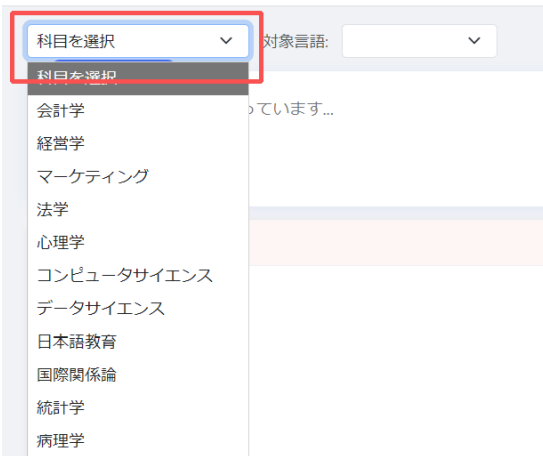 科目を選択 対象言語:
科目を選択
会計学
っています...
経営学
マーケティング
法学
心理学
コンピュータサイエンス
データサイエンス
日本語教育
国際関係論
統計学
病理学